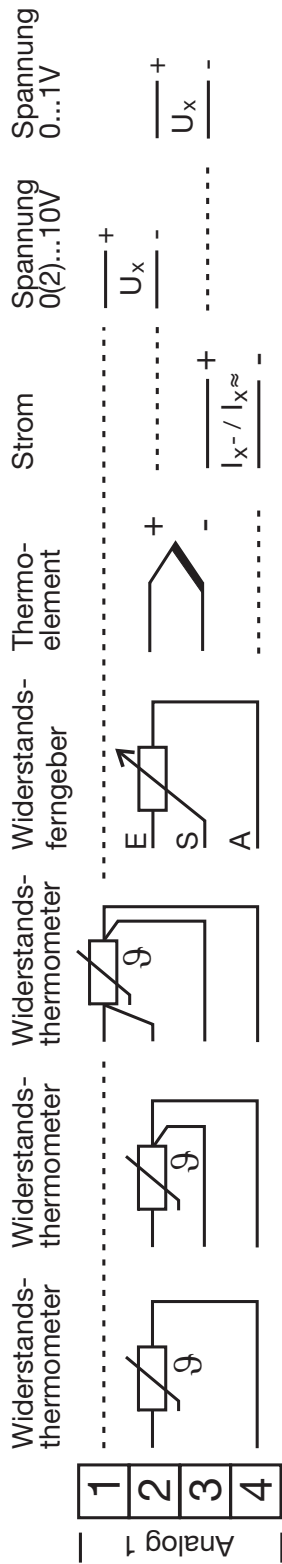 Widerstands-
thermometer
Widerstands-
thermometer
Widerstands-
thermometer
Widerstands-
ferngeber
Thermo-
element
Strom
Spannung
0(2)...10V
Spannung
0...1V
Analog 1
1
2
3
4
ϑ
ϑ
ϑ
E
S
A
+
-
+
Ix- / Ix≂
-
+
Ux
-
+
Ux
-